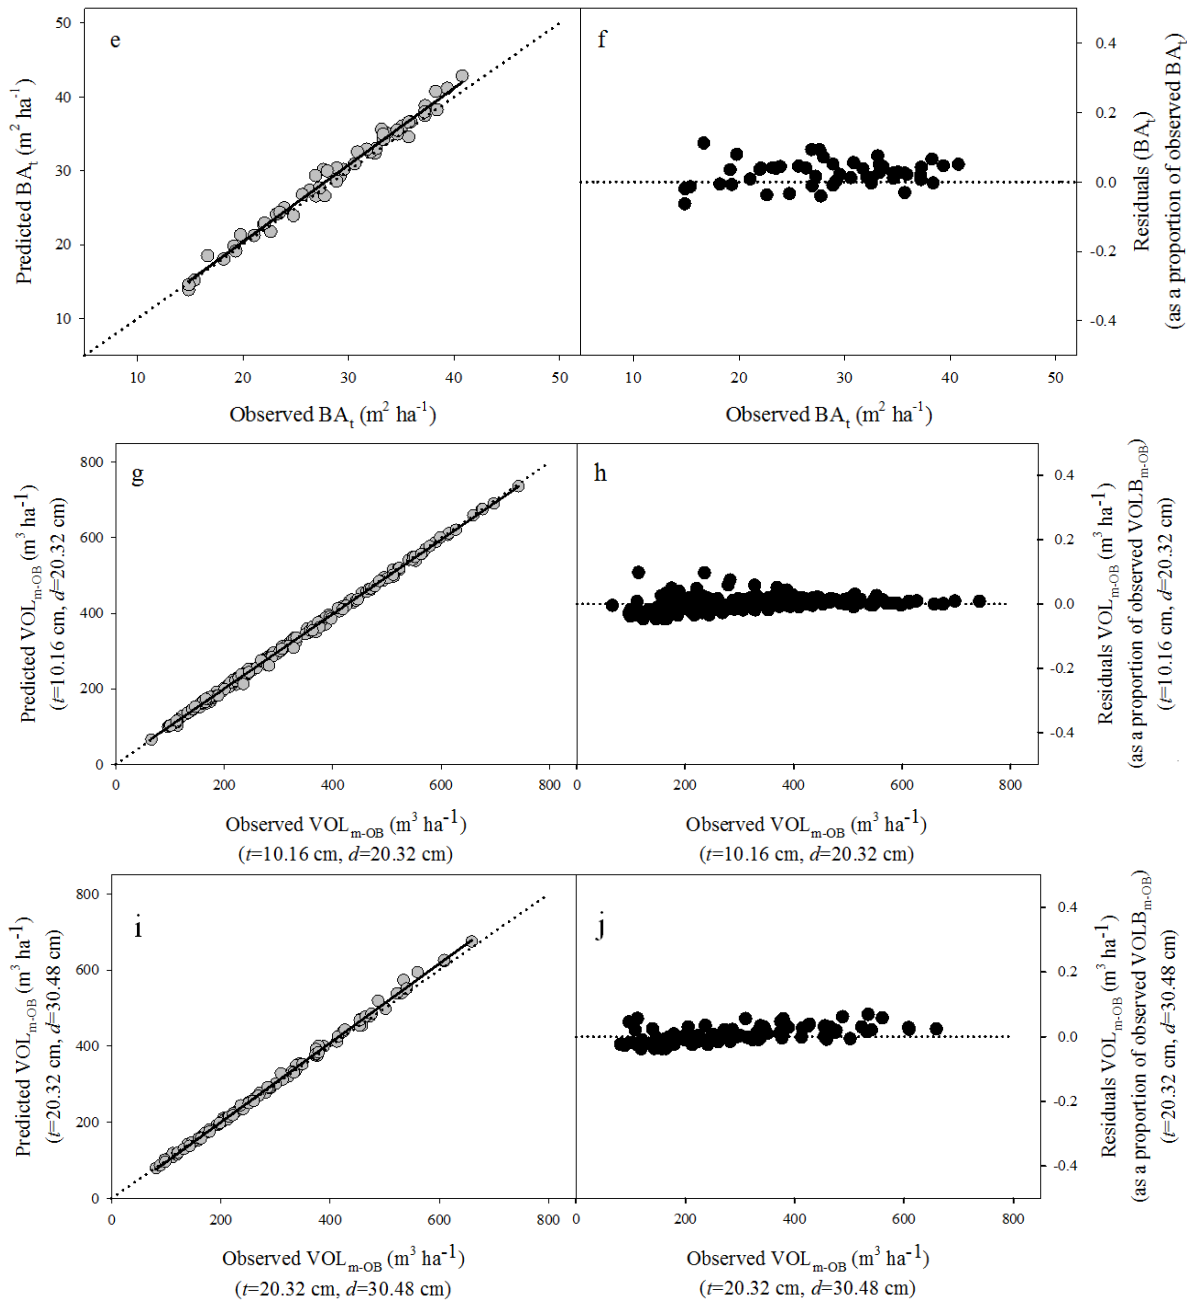 e
50
40
30
20
10
Predicted BAt (m2 ha-1)
10 20 30 40 50
Observed BAt (m2 ha-1)
f
0.4
0.2
0.0
-0.2
-0.4
Residuals (BAt)
(as a proportion of observed BAt)
10 20 30 40 50
Observed BAt (m2 ha-1)
g
800
600
400
200
0
Predicted VOLm-OB (m3 ha-1)
(t=10.16 cm, d=20.32 cm)
0 200 400 600 800
Observed VOLm-OB (m3 ha-1)
(t=10.16 cm, d=20.32 cm)
h
0.4
0.2
0.0
-0.2
-0.4
Residuals VOLm-OB (m3 ha-1)
(as a proportion of observed VOLBm-OB)
(t=10.16 cm, d=20.32 cm)
0 200 400 600 800
Observed VOLm-OB (m3 ha-1)
(t=10.16 cm, d=20.32 cm)
i
800
600
400
200
0
Predicted VOLm-OB (m3 ha-1)
(t=20.32 cm, d=30.48 cm)
0 200 400 600 800
Observed VOLm-OB (m3 ha-1)
(t=20.32 cm, d=30.48 cm)
j
0.4
0.2
0.0
-0.2
-0.4
Residuals VOLm-OB (m3 ha-1)
(as a proportion of observed VOLBm-OB)
(t=20.32 cm, d=30.48 cm)
0 200 400 600 800
Observed VOLm-OB (m3 ha-1)
(t=20.32 cm, d=30.48 cm)